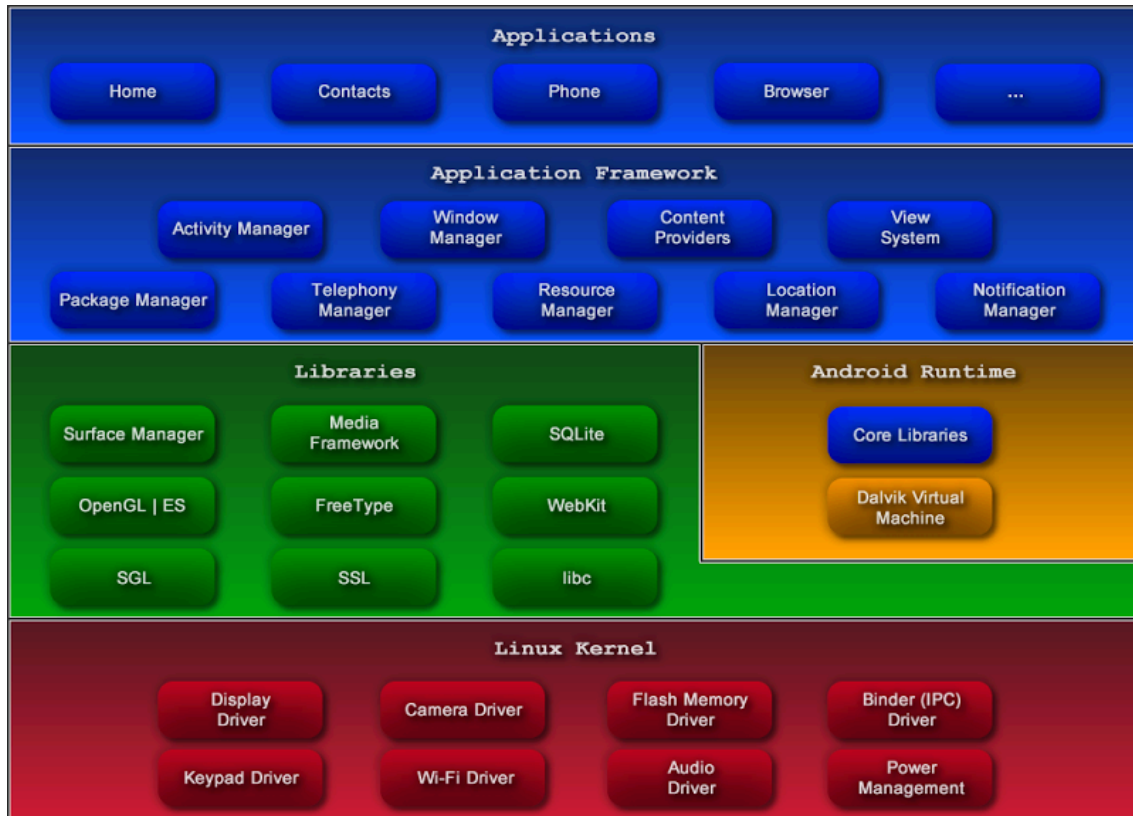 Applications
Home
Contacts
Phone
Browser
...
Application Framework
Activity Manager
Window
Manager
Content
Providers
View
System
Package Manager
Telephony
Manager
Resource
Manager
Location
Manager
Notification
Manager
Libraries
Surface Manager
Media
Framework
SQLite
OpenGL | ES
FreeType
WebKit
SGL
SSL
libc
Android Runtime
Core Libraries
Dalvik Virtual
Machine
Linux Kernel
Display
Driver
Camera Driver
Flash Memory
Driver
Binder (IPC)
Driver
Keypad Driver
Wi-Fi Driver
Audio
Driver
Power
Management